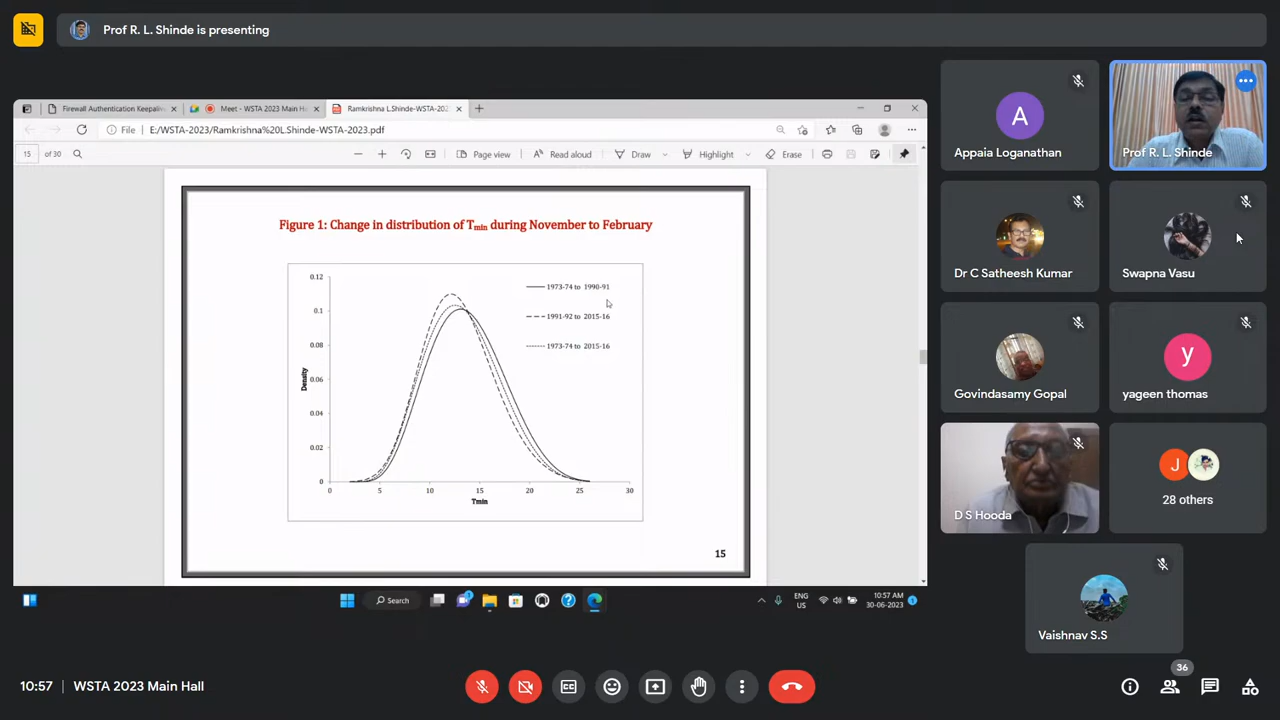 Prof R. L. Shinde is presenting
Firewall Authentication Keepaliv
Meet - WSTA 2023 Main H
Ramkrishna L.Shinde-WSTA-202
File
E:/WSTA-2023/Ramkrishna%20L.Shinde-WSTA-2023.pdf
15 of 30
Page view
Read aloud
Draw
Highlight
Erase
Figure 1: Change in distribution of Tmin during November to February
0.12
0.1
0.08
0.06
0.04
0.02
0
Density
0 5 10 15 20 25 30
Tmin
1973-74 to 1990-91
1991-92 to 2015-16
1973-74 to 2015-16
15
Search
ENG
US
10:57 AM
30-06-2023
A
Appaia Loganathan
Prof R. L. Shinde
Dr C Satheesh Kumar
Swapna Vasu
Govindasamy Gopal
y
yageen thomas
D S Hooda
J
28 others
Vaishnav S.S
10:57 | WSTA 2023 Main Hall
36